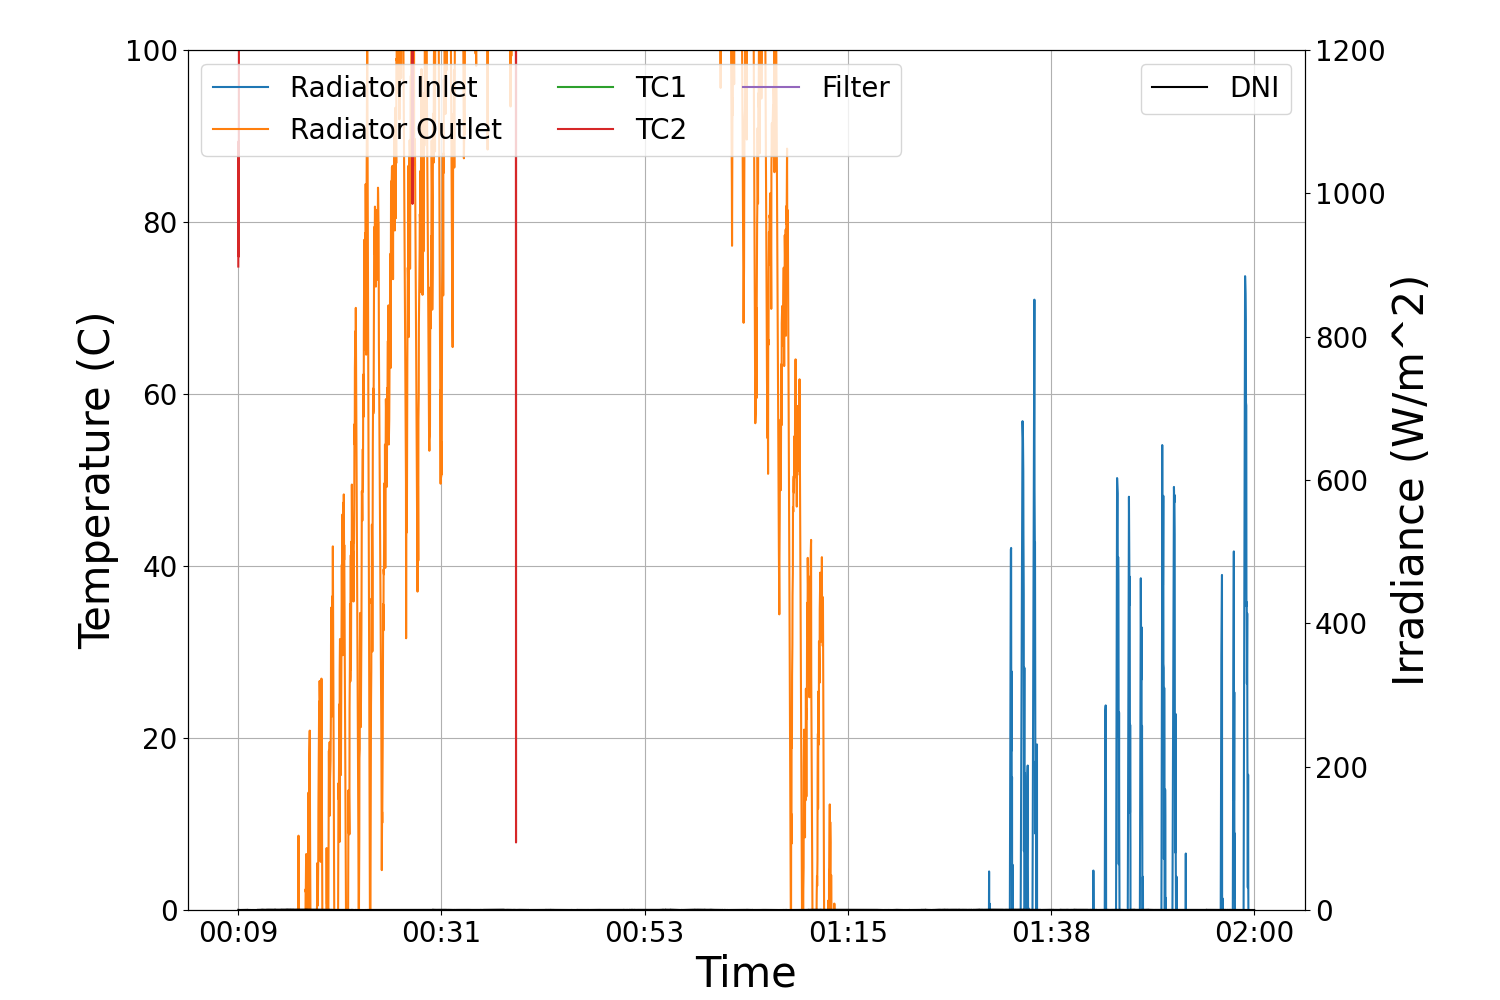 Radiator Inlet
Radiator Outlet
TC1
TC2
Filter
DNI
100
80
60
40
20
0
Temperature (C)
1200
1000
800
600
400
200
0
Irradiance (W/m^2)
00:09 00:31 00:53 01:15 01:38 02:00
Time